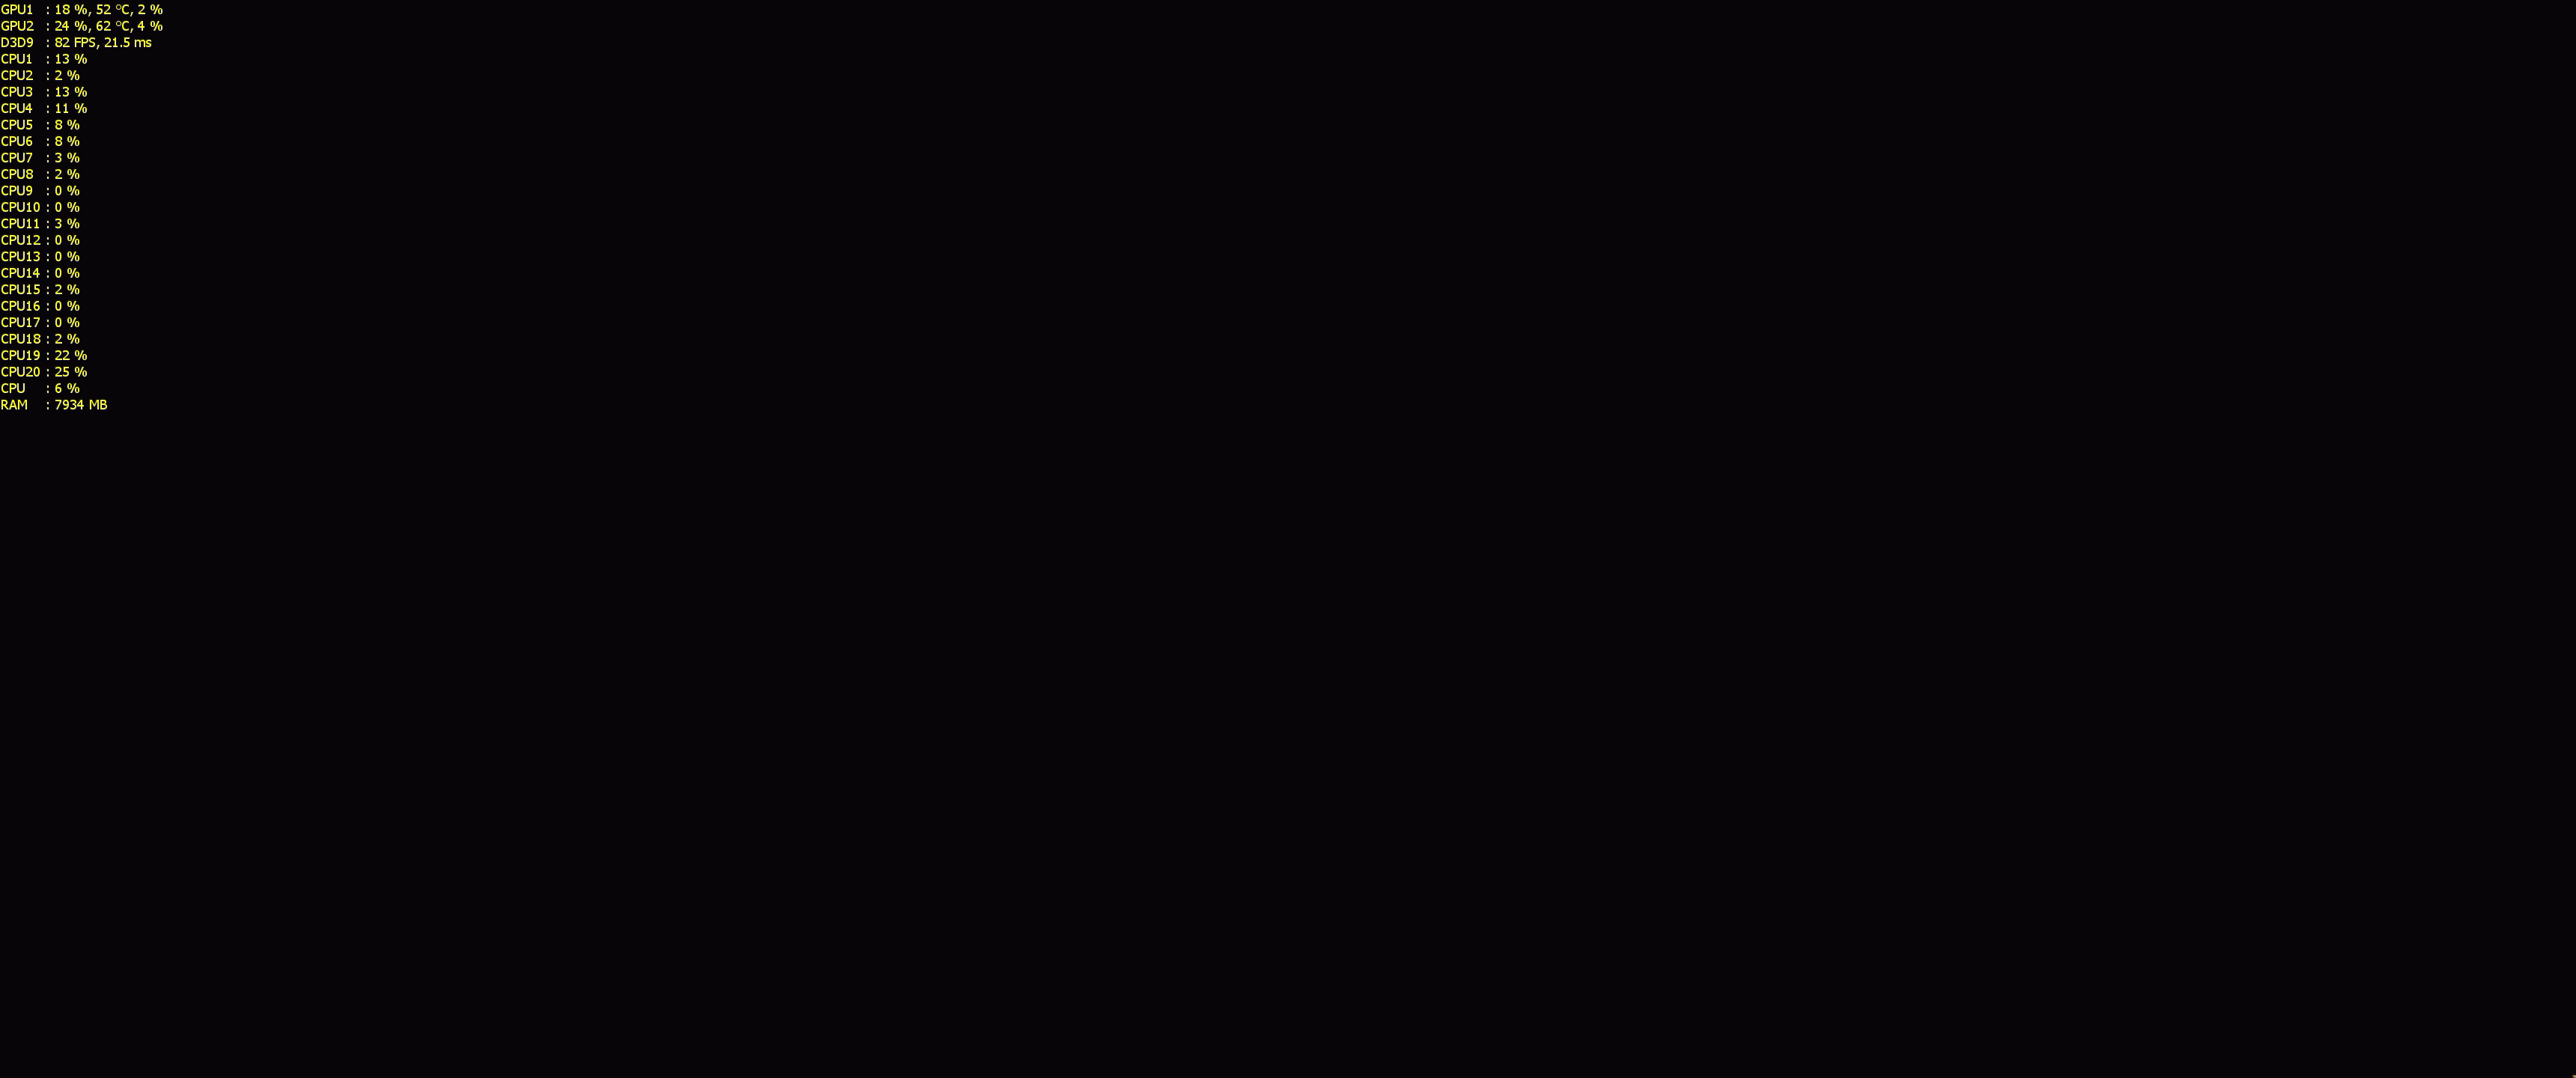 GPU1 : 18 %, 52 °C, 2 %
GPU2 : 24 %, 62 °C, 4 %
D3D9 : 82 FPS, 21.5 ms
CPU1 : 13 %
CPU2 : 2 %
CPU3 : 13 %
CPU4 : 11 %
CPU5 : 8 %
CPU6 : 8 %
CPU7 : 3 %
CPU8 : 2 %
CPU9 : 0 %
CPU10 : 0 %
CPU11 : 3 %
CPU12 : 0 %
CPU13 : 0 %
CPU14 : 0 %
CPU15 : 2 %
CPU16 : 0 %
CPU17 : 0 %
CPU18 : 2 %
CPU19 : 22 %
CPU20 : 25 %
CPU : 6 %
RAM : 7934 MB